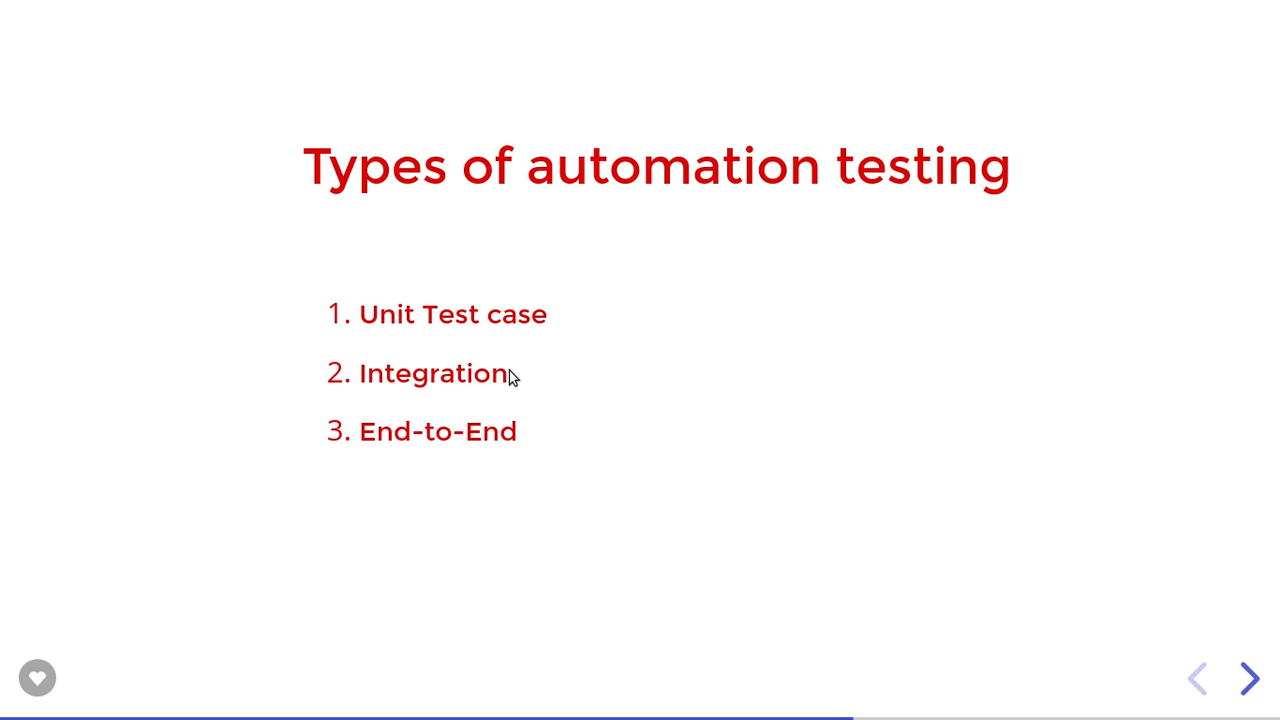 Types of automation testing
1. Unit Test case
2. Integration
3. End-to-End